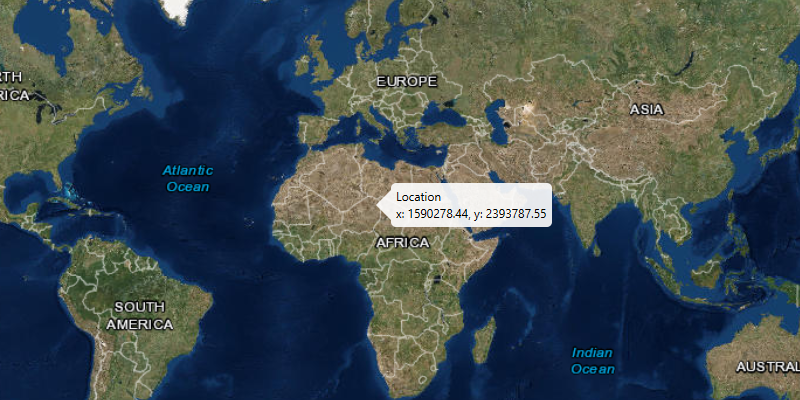 EUROPE
RTH
RICA
ASIA
Atlantic
Ocean
Location
x: 1590278.44, y: 2393787.55
AFRICA
SOUTH
AMERICA
Indian
Ocean
AUSTRAL